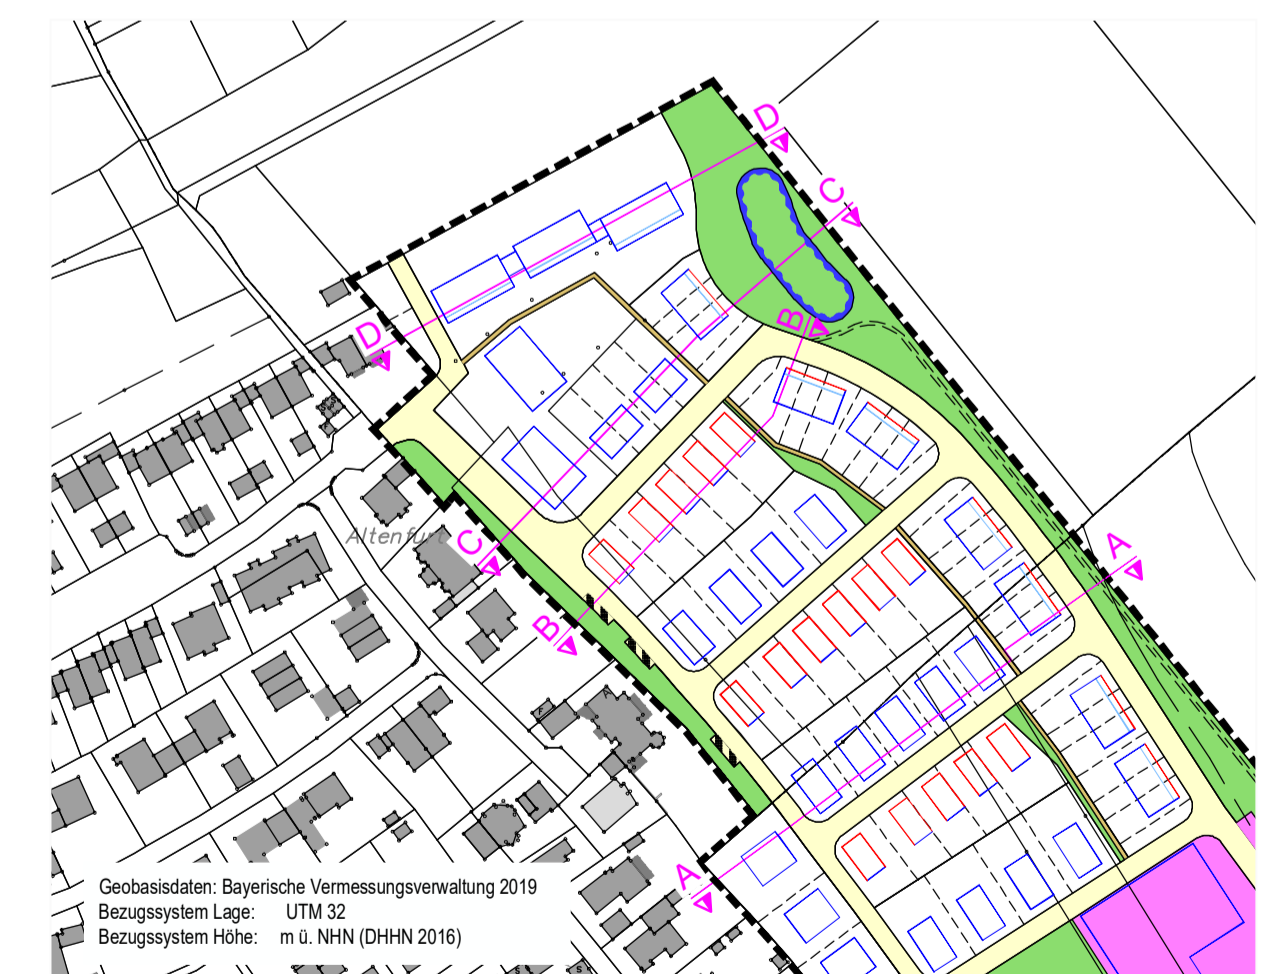 D
C
B
D
Altenfurt
C
A
B
A
F
A
S
S
Geobasisdaten: Bayerische Vermessungsverwaltung 2019
Bezugssystem Lage: UTM 32
Bezugssystem Höhe: m ü. NHN (DHHN 2016)